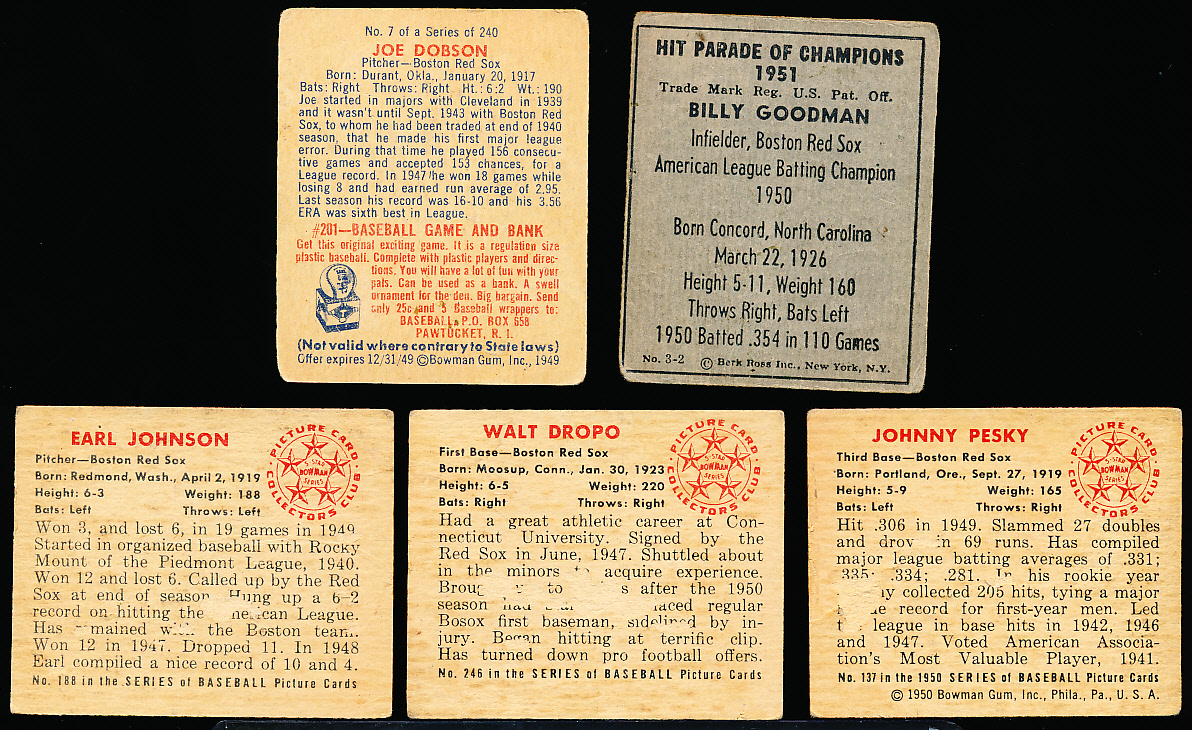 No. 7 of a Series of 240
JOE DOBSON
Pitcher—Boston Red Sox
Born: Durant, Okla., January 20, 1917
Bats: Right Throws: Right Ht.: 6:2 Wt.: 190
Joe started in majors with Cleveland in 1939
and it wasn't until Sept. 1943 with Boston Red
Sox, to whom he had been traded at end of 1940
season, that he made his first major league
error. During that time he played 156 consecu-
tive games and accepted 153 chances, for a
League record. In 1947 he won 18 games while
losing 8 and had earned run average of 2.95.
Last season his record was 16-10 and his 3.56
ERA was sixth best in League.
#201—BASEBALL GAME AND BANK
Get this original exciting game. It is a regulation size
plastic baseball. Complete with plastic players and direc-
tions. You will have a lot of fun with your
pals. Can be used as a bank. A swell
ornament for the den. Big bargain. Send
only 25c and 5 Baseball wrappers to:
BASEBALL, P.O. BOX 658
PAWTUCKET, R. I.
(Not valid where contrary to State laws)
Offer expires 12/31/49 ©Bowman Gum, Inc., 1949
HIT PARADE OF CHAMPIONS
1951
Trade Mark Reg. U.S. Pat. Off.
BILLY GOODMAN
Infielder, Boston Red Sox
American League Batting Champion
1950
Born Concord, North Carolina
March 22, 1926
Height 5-11, Weight 160
Throws Right, Bats Left
1950 Batted .354 in 110 Games
No. 3-2 © Berk Ross Inc., New York, N.Y.
EARL JOHNSON
Pitcher—Boston Red Sox
Born: Redmond, Wash., April 2, 1919
Height: 6-3 Weight: 188
Bats: Left Throws: Left
PICTURE CARD
5-STAR
BOWMAN
SERIES
COLLECTORS CLUB
Won 3, and lost 6, in 19 games in 1949
Started in organized baseball with Rocky
Mount of the Piedmont League, 1940.
Won 12 and lost 6. Called up by the Red
Sox at end of season Hung up a 6-2
record on hitting the American League.
Has remained with the Boston team.
Won 12 in 1947. Dropped 11. In 1948
Earl compiled a nice record of 10 and 4.
No. 188 in the SERIES of BASEBALL Picture Cards
WALT DROPO
First Base—Boston Red Sox
Born: Moosup, Conn., Jan. 30, 1923
Height: 6-5 Weight: 220
Bats: Right Throws: Right
PICTURE CARD
5-STAR
BOWMAN
SERIES
COLLECTORS CLUB
Had a great athletic career at Con-
necticut University. Signed by the
Red Sox in June, 1947. Shuttled about
in the minors to acquire experience.
to after the 1950
season regular
Bosox first baseman, sidelined by in-
jury. Began hitting at terrific clip.
Has turned down pro football offers.
No. 246 in the SERIES of BASEBALL Picture Cards
JOHNNY PESKY
Third Base—Boston Red Sox
Born: Portland, Ore., Sept. 27, 1919
Height: 5-9 Weight: 165
Bats: Left Throws: Right
PICTURE CARD
5-STAR
BOWMAN
SERIES
COLLECTORS CLUB
Hit .306 in 1949. Slammed 27 doubles
and drov in 69 runs. Has compiled
major league batting averages of .331;
.335; .334; .281. In his rookie year
collected 205 hits, tying a major
record for first-year men. Led
league in base hits in 1942, 1946
and 1947. Voted American Associa-
tion's Most Valuable Player, 1941.
No. 137 in the 1950 SERIES OF BASEBALL Picture Cards
© 1950 Bowman Gum, Inc., Phila., Pa., U. S. A.